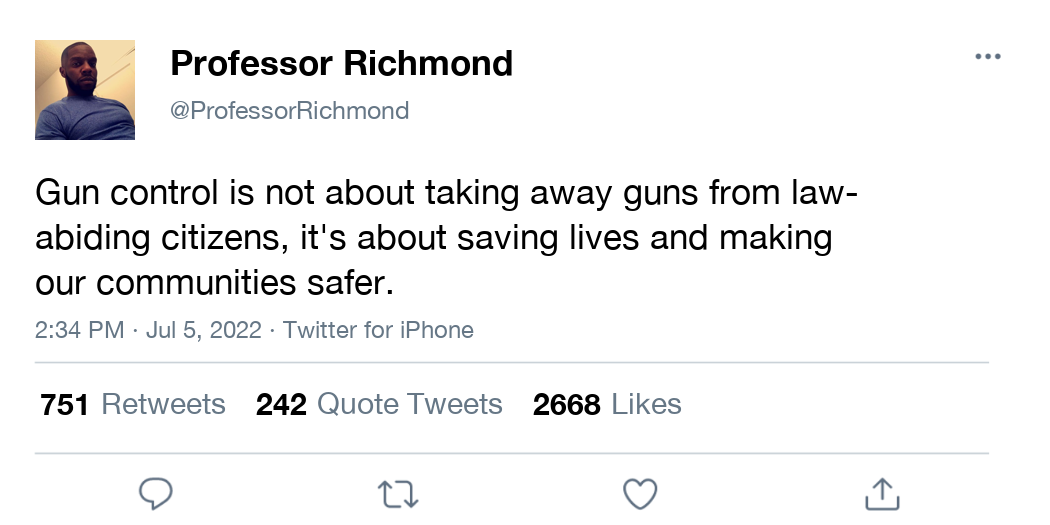 Professor Richmond
@ProfessorRichmond
Gun control is not about taking away guns from law-
abiding citizens, it's about saving lives and making
our communities safer.
2:34 PM · Jul 5, 2022 · Twitter for iPhone
751 Retweets 242 Quote Tweets 2668 Likes